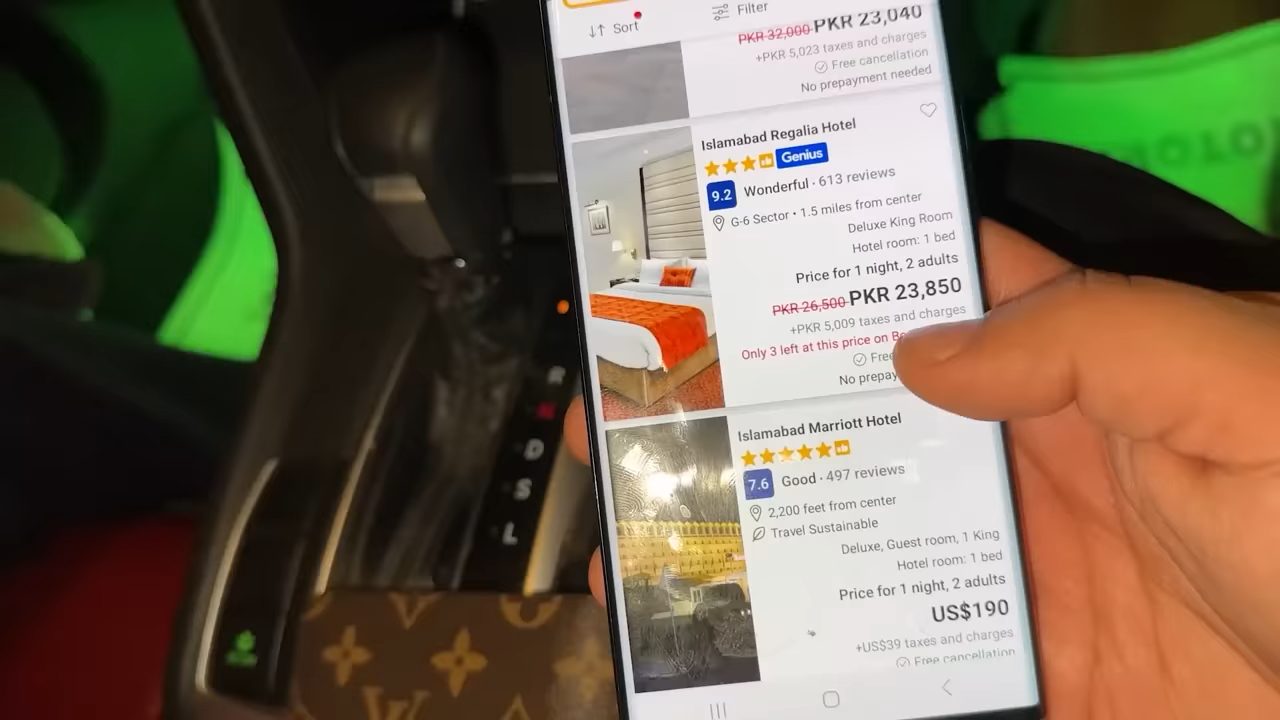 Sort
Filter
PKR 32,000 PKR 23,040
+PKR 5,023 taxes and charges
Free cancellation
No prepayment needed
Islamabad Regalia Hotel
Genius
9.2 Wonderful · 613 reviews
G-6 Sector • 1.5 miles from center
Deluxe King Room
Hotel room: 1 bed
Price for 1 night, 2 adults
PKR 26,500 PKR 23,850
+PKR 5,009 taxes and charges
Only 3 left at this price on
No
Islamabad Marriott Hotel
7.6 Good · 497 reviews
2,200 feet from center
Travel Sustainable
Deluxe, Guest room, 1 King
Hotel room: 1 bed
Price for 1 night, 2 adults
US$190
+US$39 taxes and charges
Free cancellation
R
D
S
L